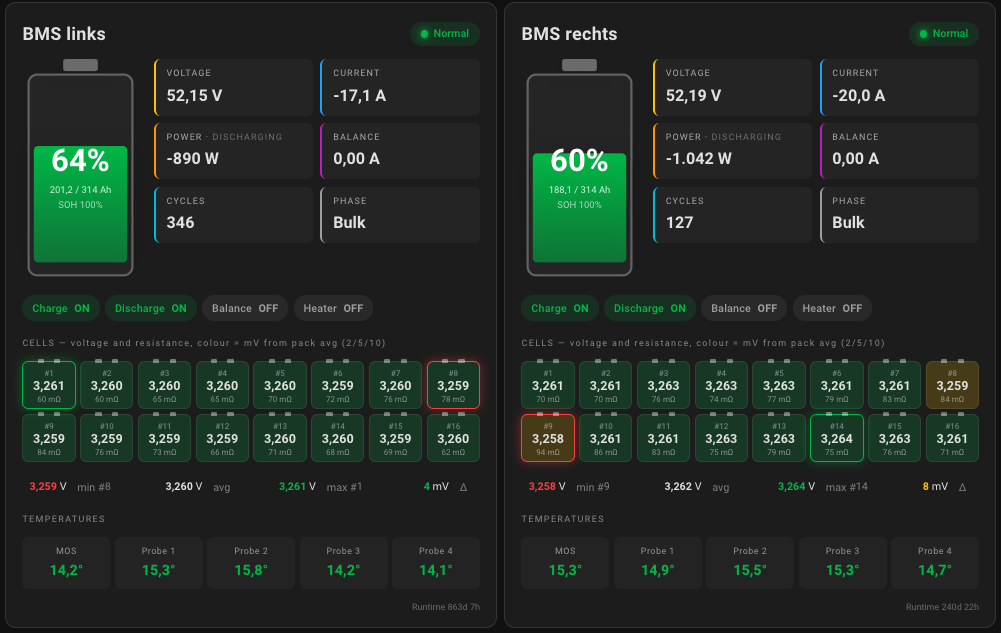 BMS links
Normal
64%
201,2 / 314 Ah
SOH 100%
VOLTAGE
52,15 V
CURRENT
-17,1 A
POWER · DISCHARGING
-890 W
BALANCE
0,00 A
CYCLES
346
PHASE
Bulk
Charge ON Discharge ON Balance OFF Heater OFF
CELLS — voltage and resistance, colour = mV from pack avg (2/5/10)
#1 #2 #3 #4 #5 #6 #7 #8
3,261 3,260 3,260 3,260 3,260 3,259 3,260 3,259
60 mΩ 60 mΩ 65 mΩ 65 mΩ 70 mΩ 72 mΩ 76 mΩ 78 mΩ
#9 #10 #11 #12 #13 #14 #15 #16
3,259 3,259 3,259 3,259 3,260 3,260 3,259 3,260
84 mΩ 76 mΩ 73 mΩ 66 mΩ 71 mΩ 68 mΩ 69 mΩ 62 mΩ
3,259 V min #8 3,260 V avg 3,261 V max #1 4 mV Δ
TEMPERATURES
MOS Probe 1 Probe 2 Probe 3 Probe 4
14,2° 15,3° 15,8° 14,2° 14,1°
Runtime 863d 7h
BMS rechts
Normal
60%
188,1 / 314 Ah
SOH 100%
VOLTAGE
52,19 V
CURRENT
-20,0 A
POWER · DISCHARGING
-1.042 W
BALANCE
0,00 A
CYCLES
127
PHASE
Bulk
Charge ON Discharge ON Balance OFF Heater OFF
CELLS — voltage and resistance, colour = mV from pack avg (2/5/10)
#1 #2 #3 #4 #5 #6 #7 #8
3,261 3,261 3,263 3,263 3,263 3,261 3,261 3,259
70 mΩ 70 mΩ 76 mΩ 74 mΩ 77 mΩ 79 mΩ 83 mΩ 84 mΩ
#9 #10 #11 #12 #13 #14 #15 #16
3,258 3,261 3,261 3,263 3,263 3,264 3,263 3,261
94 mΩ 86 mΩ 83 mΩ 75 mΩ 79 mΩ 75 mΩ 76 mΩ 71 mΩ
3,258 V min #9 3,262 V avg 3,264 V max #14 8 mV Δ
TEMPERATURES
MOS Probe 1 Probe 2 Probe 3 Probe 4
15,3° 14,9° 15,5° 15,3° 14,7°
Runtime 240d 22h